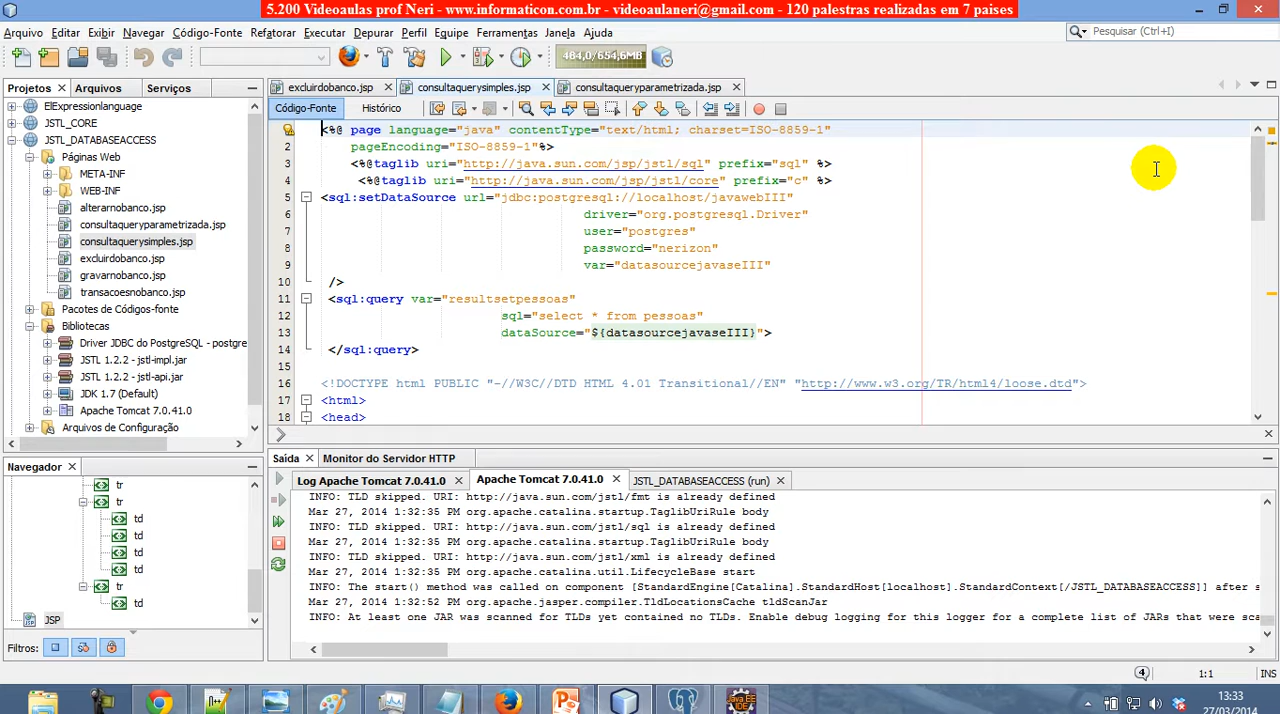 5.200 Videoaulas prof Neri - www.informaticon.com.br - videoaulaneri@gmail.com - 120 palestras realizadas em 7 paises
Arquivo Editar Exibir Navegar Código-Fonte Refatorar Executar Depurar Perfil Equipe Ferramentas Janela Ajuda
Pesquisar (Ctrl+I)
484,0/654,6MB
Projetos Arquivos Serviços
excluirdobanco.jsp consultaquerysimples.jsp consultaqueryparametrizada.jsp
Código-Fonte Histórico
ElExpressionlanguage
JSTL_CORE
JSTL_DATABASEACCESS
Páginas Web
META-INF
WEB-INF
alterarnobanco.jsp
consultaqueryparametrizada.jsp
consultaquerysimples.jsp
excluirdobanco.jsp
gravarnobanco.jsp
transacoesnobanco.jsp
Pacotes de Códigos-fonte
Bibliotecas
Driver JDBC do PostgreSQL - postgre
JSTL 1.2.2 - jstl-impl.jar
JSTL 1.2.2 - jstl-api.jar
JDK 1.7 (Default)
Apache Tomcat 7.0.41.0
Arquivos de Configuração
1 <%@ page language="java" contentType="text/html; charset=ISO-8859-1"
2 pageEncoding="ISO-8859-1"%>
3 <%@taglib uri="http://java.sun.com/jsp/jstl/sql" prefix="sql" %>
4 <%@taglib uri="http://java.sun.com/jsp/jstl/core" prefix="c" %>
5 <sql:setDataSource url="jdbc:postgresql://localhost/javawebIII"
6 driver="org.postgresql.Driver"
7 user="postgres"
8 password="nerizon"
9 var="datasourcejavaseIII"
10 />
11 <sql:query var="resultsetpessoas"
12 sql="select * from pessoas"
13 dataSource="${datasourcejavaseIII}">
14 </sql:query>
15
16 <!DOCTYPE html PUBLIC "-//W3C//DTD HTML 4.01 Transitional//EN" "http://www.w3.org/TR/html4/loose.dtd">
17 <html>
18 <head>
Navegador
tr
tr
td
td
td
td
tr
td
JSP
Filtros:
Saída Monitor do Servidor HTTP
Log Apache Tomcat 7.0.41.0 Apache Tomcat 7.0.41.0 JSTL_DATABASEACCESS (run)
INFO: TLD skipped. URI: http://java.sun.com/jstl/fmt is already defined
Mar 27, 2014 1:32:35 PM org.apache.catalina.startup.TaglibUriRule body
INFO: TLD skipped. URI: http://java.sun.com/jstl/sql is already defined
Mar 27, 2014 1:32:35 PM org.apache.catalina.startup.TaglibUriRule body
INFO: TLD skipped. URI: http://java.sun.com/jstl/xml is already defined
Mar 27, 2014 1:32:35 PM org.apache.catalina.util.LifecycleBase start
INFO: The start() method was called on component [StandardEngine[Catalina].StandardHost[localhost].StandardContext[/JSTL_DATABASEACCESS]] after s
Mar 27, 2014 1:32:52 PM org.apache.jasper.compiler.TldLocationsCache tldScanJar
INFO: At least one JAR was scanned for TLDs yet contained no TLDs. Enable debug logging for this logger for a complete list of JARs that were sca
4 1:1 INS
13:33
27/03/2014